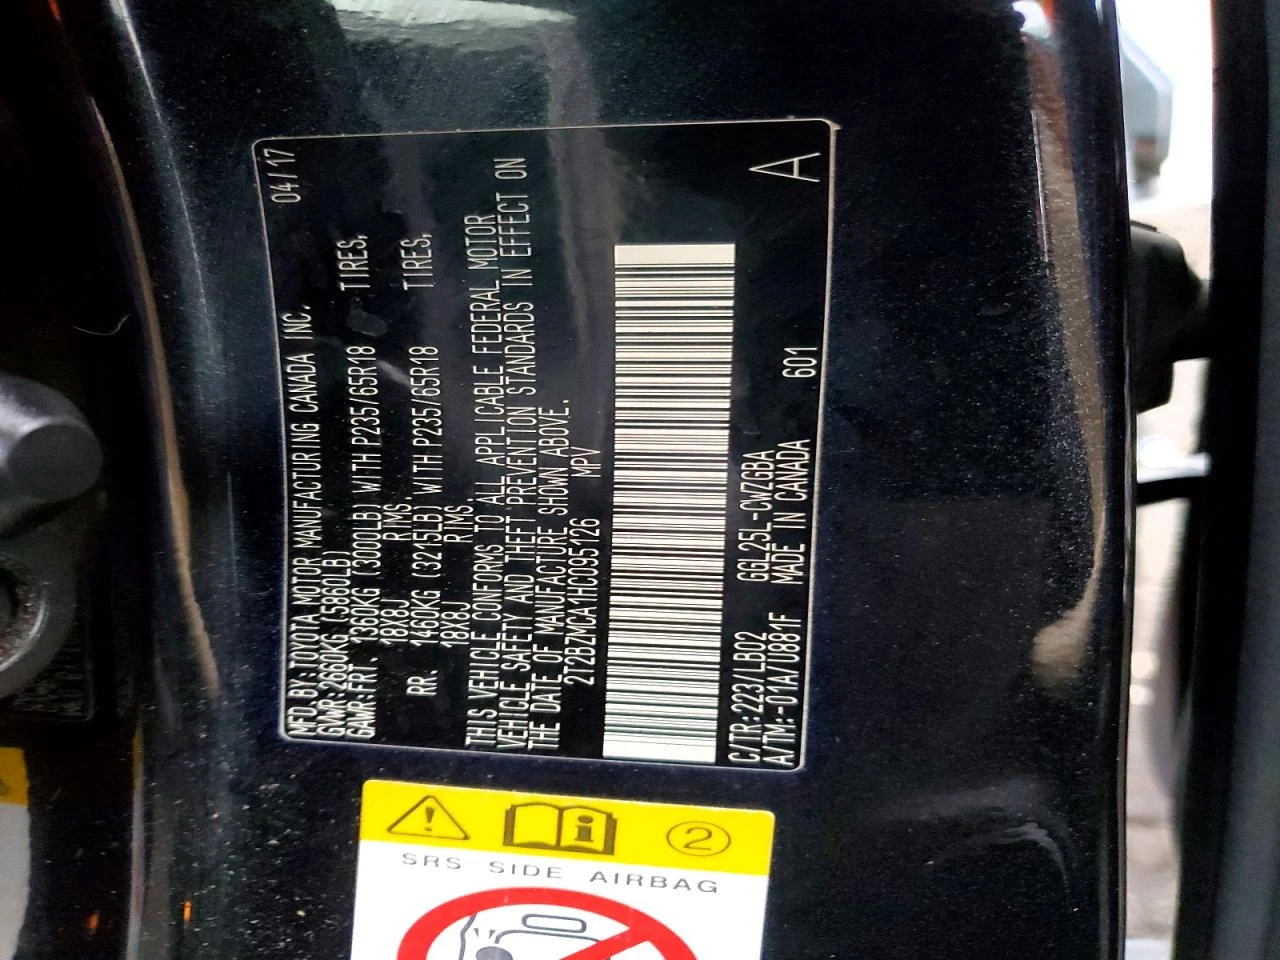 04/17
MFD.BY:TOYOTA MOTOR MANUFACTURING CANADA INC.
GVWR:2660KG (5860LB)
GAWR:FRT. 1360KG (3000LB) WITH P235/65R18 TIRES,
18X8J RIMS.
RR. 1460KG (3215LB) WITH P235/65R18 TIRES,
18X8J RIMS.
THIS VEHICLE CONFORMS TO ALL APPLICABLE FEDERAL MOTOR
VEHICLE SAFETY AND THEFT PREVENTION STANDARDS IN EFFECT ON
THE DATE OF MANUFACTURE SHOWN ABOVE.
2T2BZMCA1HC095126 MPV
C/TR:223/LB02 GGL25L-CWZGBA
A/TM:-01A/U881F MADE IN CANADA 601 A
2
SRS SIDE AIRBAG